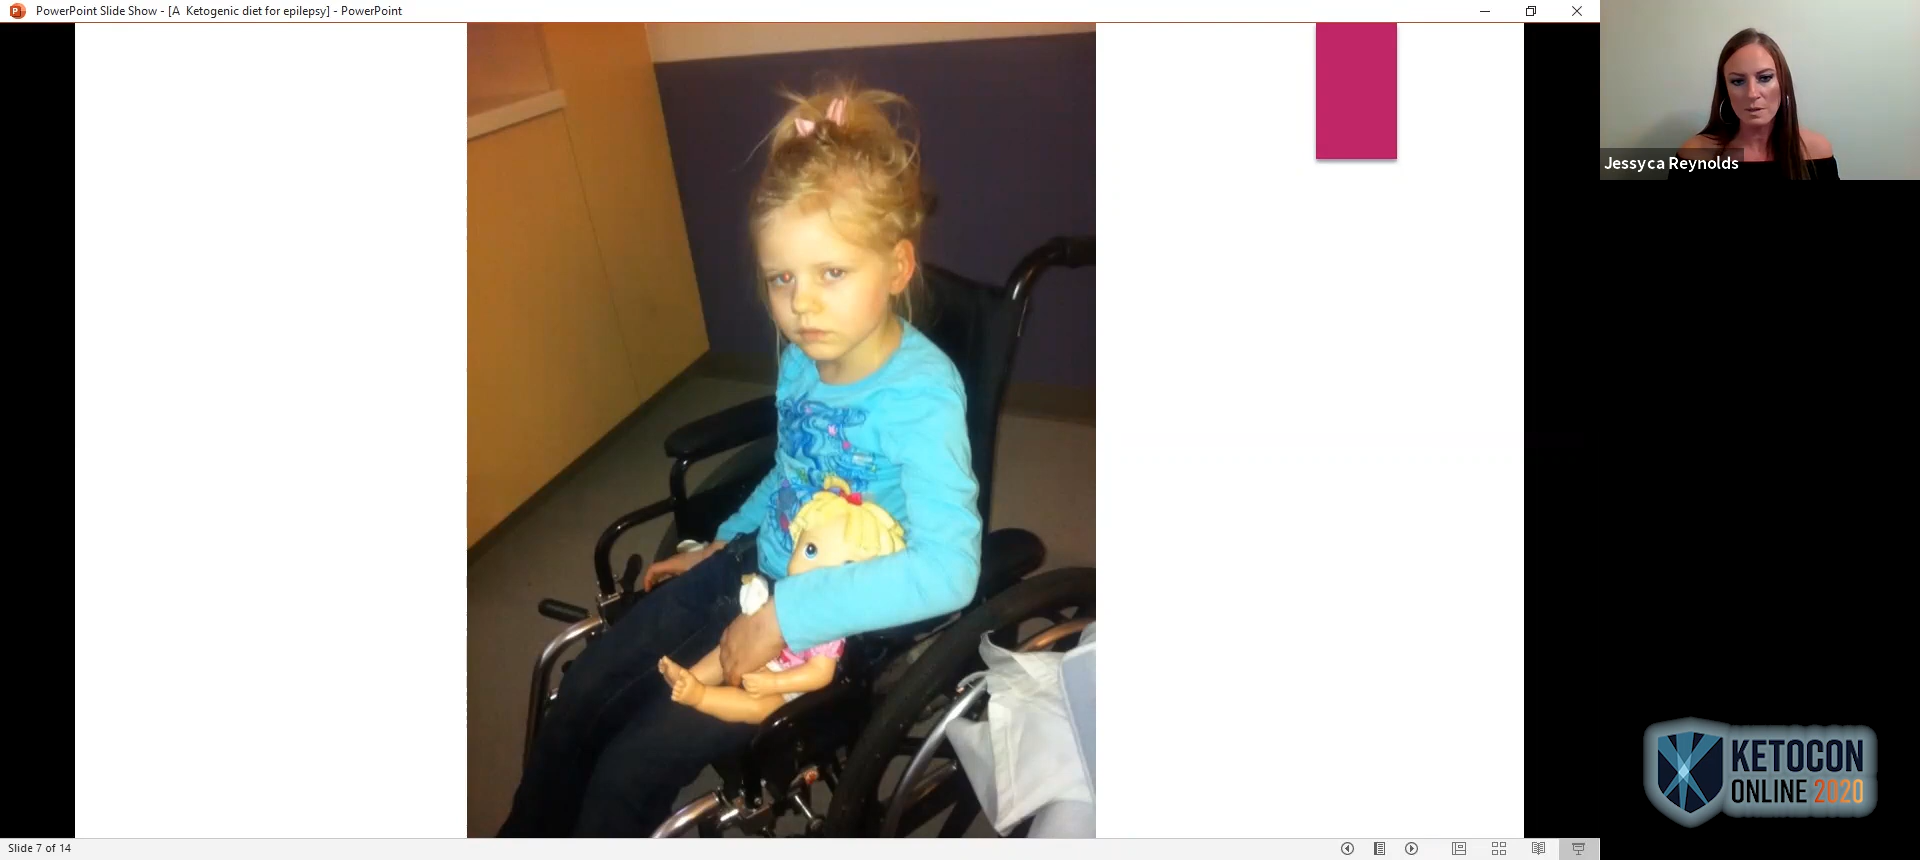 PowerPoint Slide Show - [A  Ketogenic diet for epilepsy] - PowerPoint
Jessyca Reynolds
KETOCON
ONLINE 2020
Slide 7 of 14